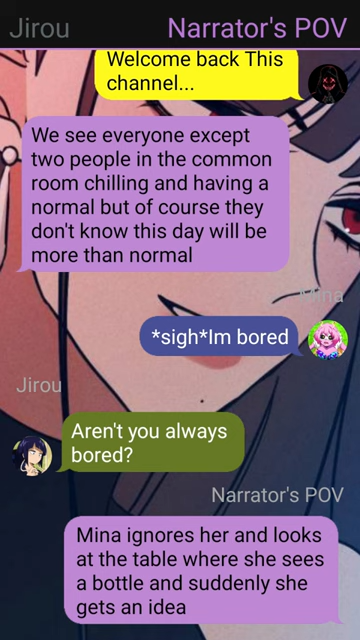 Jirou Narrator's POV
Welcome back This
channel...
We see everyone except
two people in the common
room chilling and having a
normal but of course they
don't know this day will be
more than normal
Mina
*sigh*Im bored
Jirou
Aren't you always
bored?
Narrator's POV
Mina ignores her and looks
at the table where she sees
a bottle and suddenly she
gets an idea